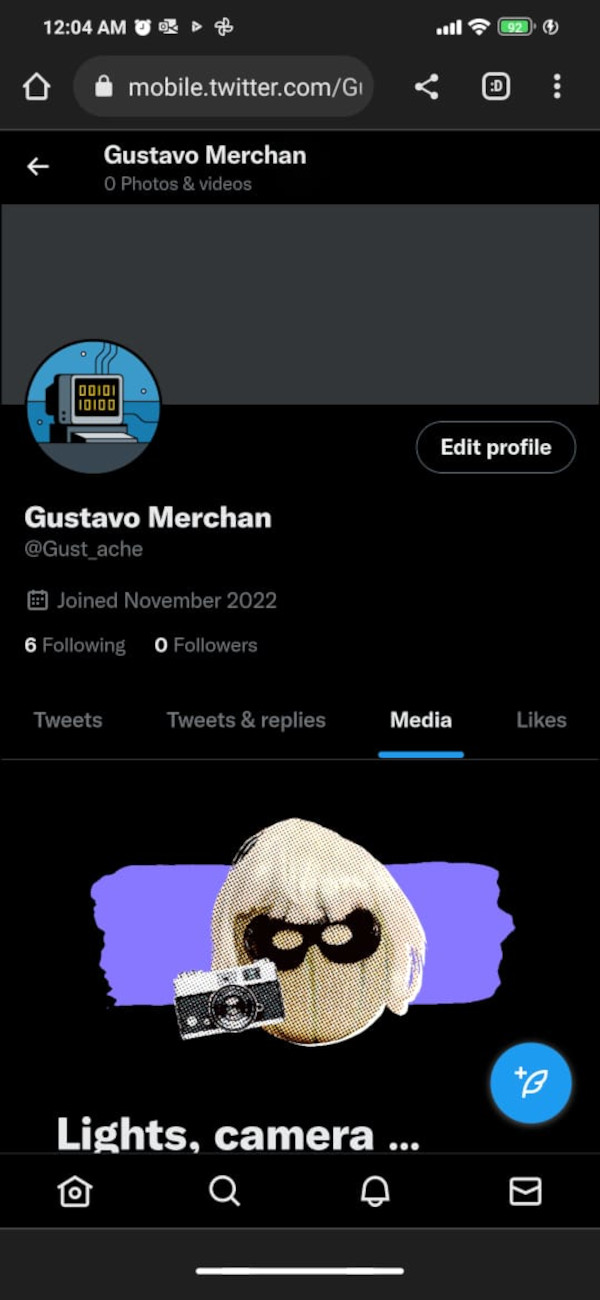 12:04 AM
92
mobile.twitter.com/G
:D
Gustavo Merchan
0 Photos & videos
00101
10100
Edit profile
Gustavo Merchan
@Gust_ache
Joined November 2022
6 Following 0 Followers
Tweets Tweets & replies Media Likes
Lights, camera ...